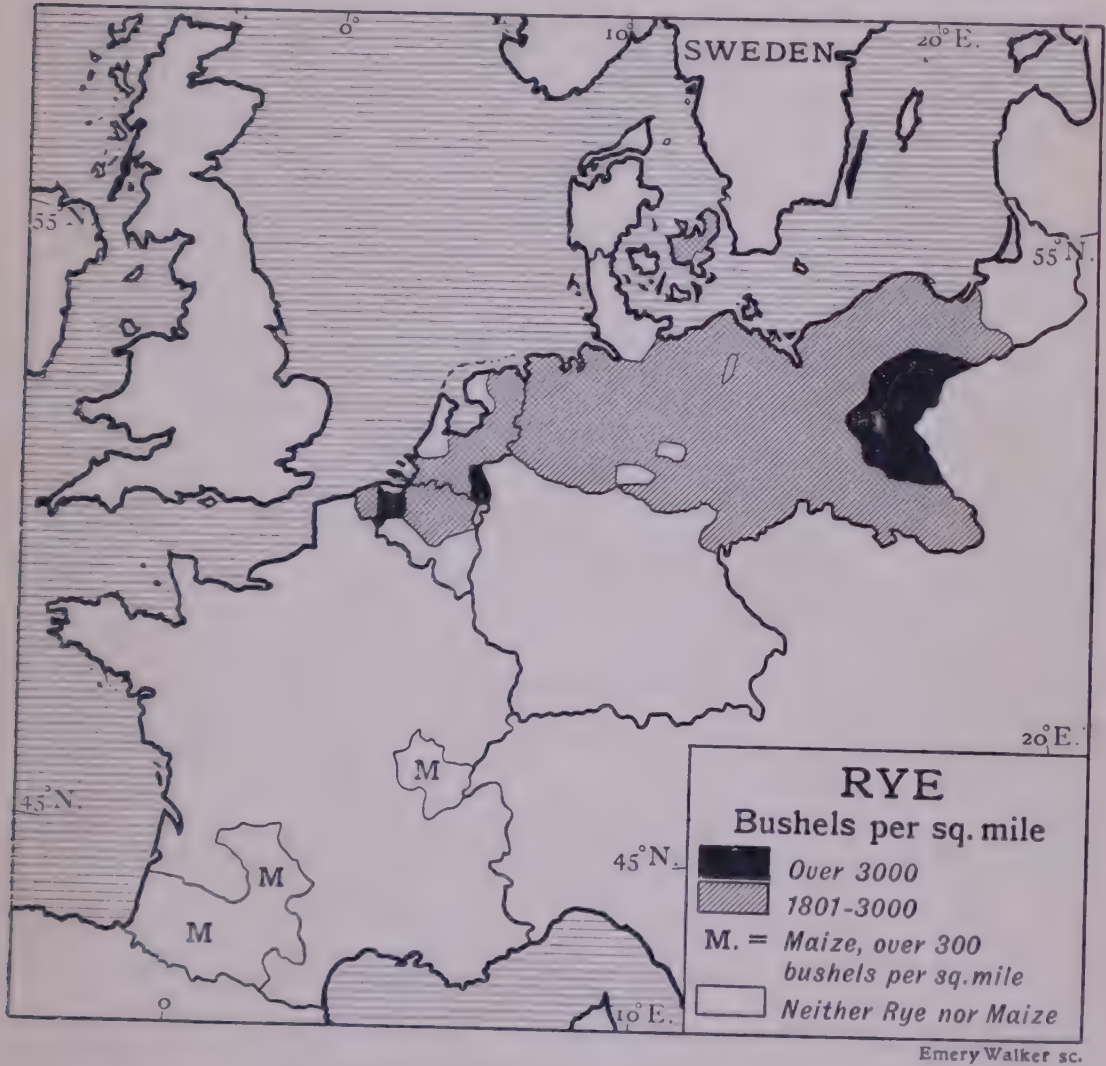 0°
10°
20°E.
SWEDEN
55°N.
55°N.
M
20°E.
45°N.
M
M
45°N.
0
10°E.
RYE
Bushels per sq. mile
Over 3000
1801-3000
M. = Maize, over 300
bushels per sq. mile
Neither Rye nor Maize
Emery Walker sc.